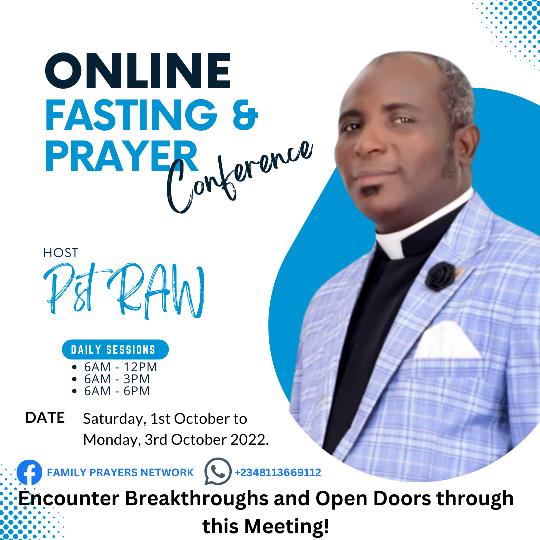 ONLINE
FASTING &
PRAYER
Conference
HOST
Pst RAW
DAILY SESSIONS
• 6AM - 12PM
• 6AM - 3PM
• 6AM - 6PM
DATE Saturday, 1st October to
Monday, 3rd October 2022.
FAMILY PRAYERS NETWORK +2348113669112
Encounter Breakthroughs and Open Doors through
this Meeting!